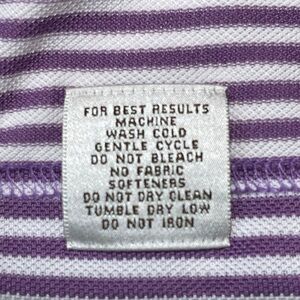 FOR BEST RESULTS
MACHINE
WASH COLD
GENTLE CYCLE
DO NOT BLEACH
NO FABRIC
SOFTENERS
DO NOT DRY CLEAN
TUMBLE DRY LOW
DO NOT IRON